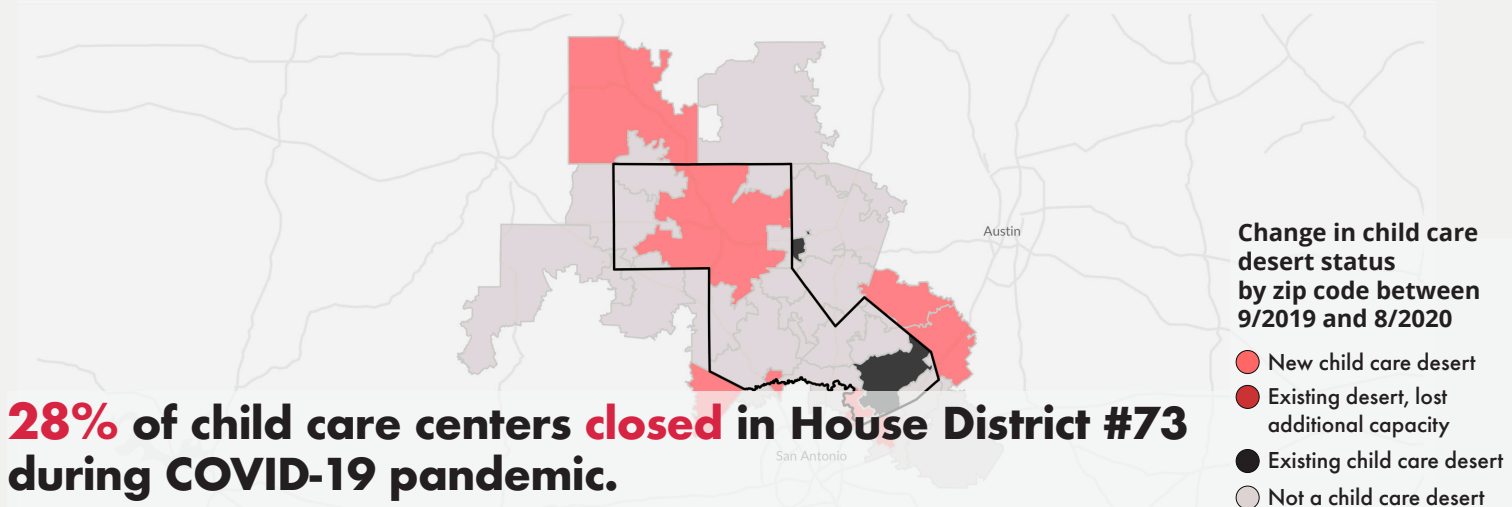 Austin
Change in child care
desert status
by zip code between
9/2019 and 8/2020
New child care desert
Existing desert, lost
additional capacity
Existing child care desert
Not a child care desert
28% of child care centers closed in House District #73
during COVID-19 pandemic.
San Antonio